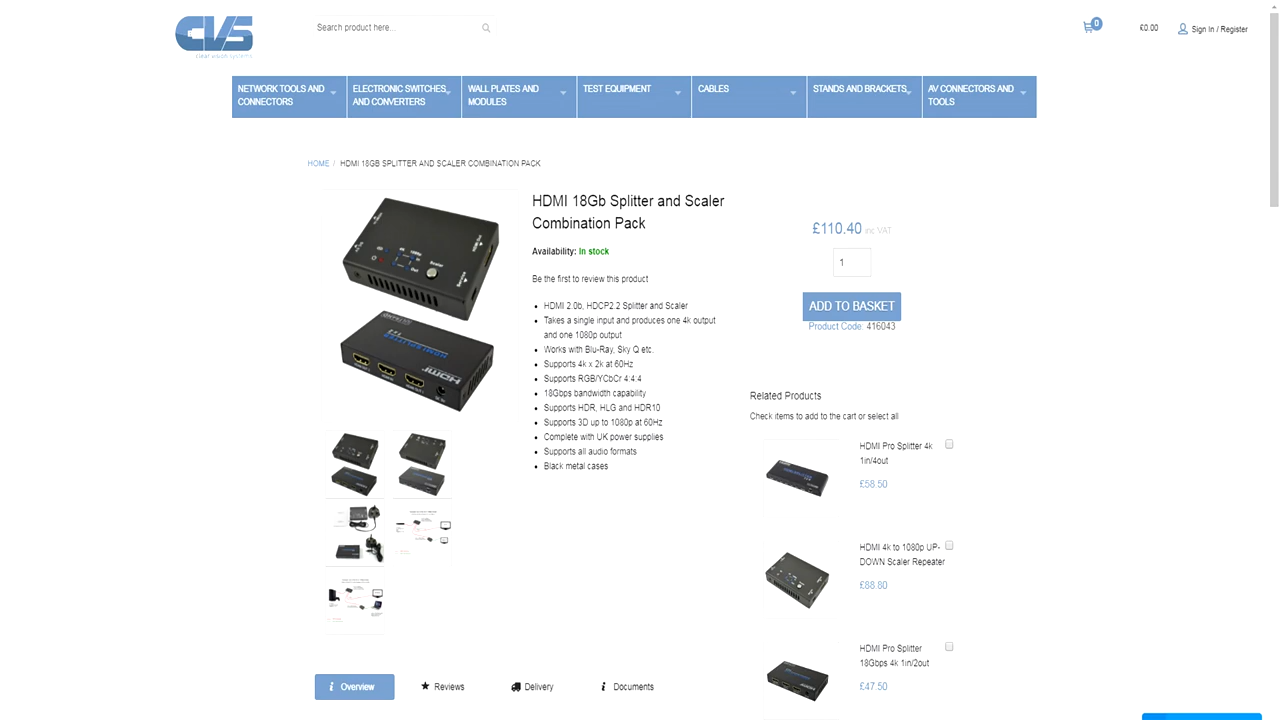 CVS
clear vision systems
Search product here...
0
£0.00
Sign In / Register
NETWORK TOOLS AND CONNECTORS
ELECTRONIC SWITCHES, AND CONVERTERS
WALL PLATES AND MODULES
TEST EQUIPMENT
CABLES
STANDS AND BRACKETS,
AV CONNECTORS AND TOOLS
HOME / HDMI 18GB SPLITTER AND SCALER COMBINATION PACK
HDMI 18Gb Splitter and Scaler
Combination Pack
Availability: In stock
Be the first to review this product
HDMI 2.0b, HDCP2.2 Splitter and Scaler
Takes a single input and produces one 4k output
and one 1080p output
Works with Blu-Ray, Sky Q etc.
Supports 4k x 2k at 60Hz
Supports RGB/YCbCr 4:4:4
18Gbps bandwidth capability
Supports HDR, HLG and HDR10
Supports 3D up to 1080p at 60Hz
Complete with UK power supplies
Supports all audio formats
Black metal cases
£110.40 inc VAT
1
ADD TO BASKET
Product Code: 416043
Related Products
Check items to add to the cart or select all
HDMI Pro Splitter 4k
1in/4out
£58.50
HDMI 4k to 1080p UP-
DOWN Scaler Repeater
£88.80
HDMI Pro Splitter
18Gbps 4k 1in/2out
£47.50
Overview
Reviews
Delivery
Documents